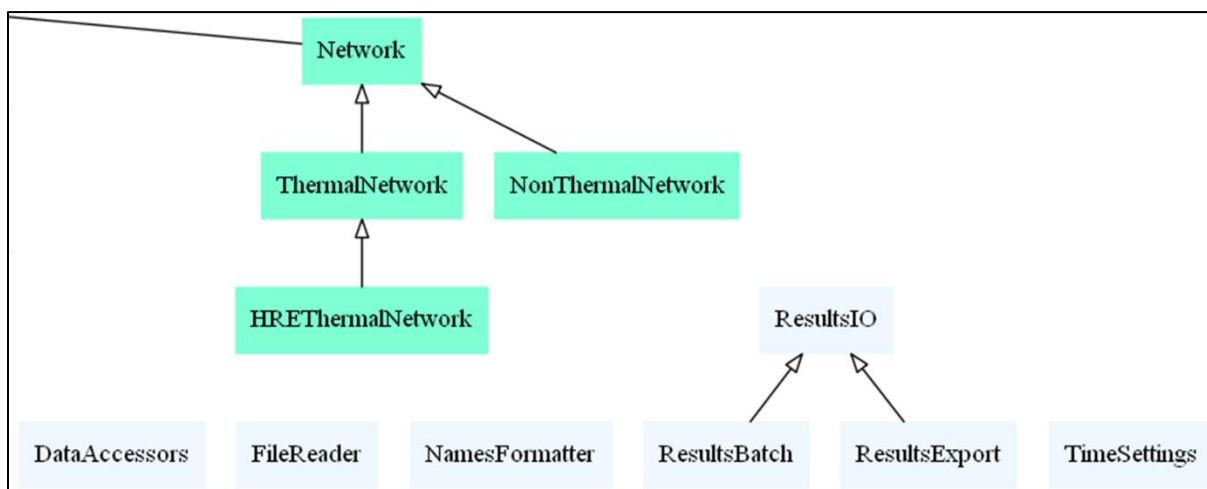 Network
ThermalNetwork
NonThermalNetwork
HREThermalNetwork
ResultsIO
DataAccessors
FileReader
NamesFormatter
ResultsBatch
ResultsExport
TimeSettings